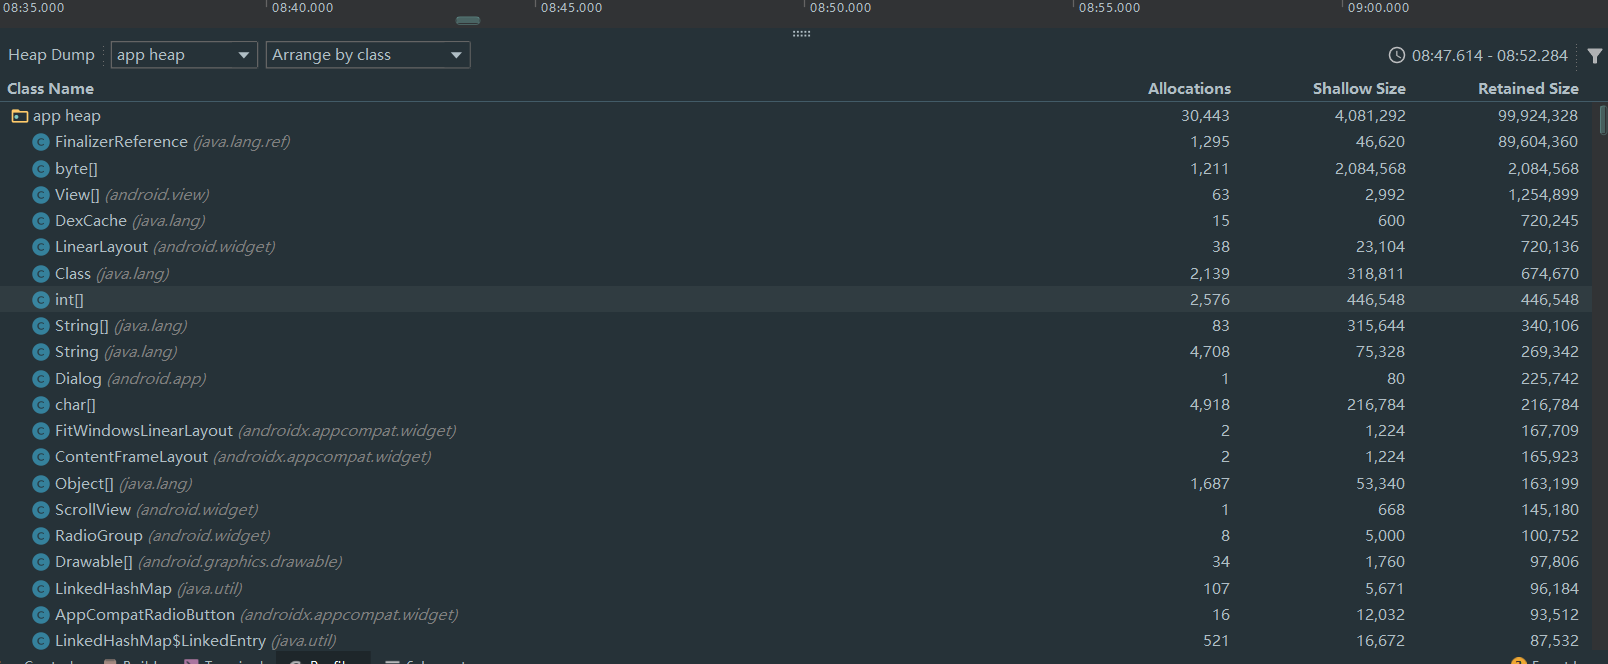 08:35.000 08:40.000 08:45.000 08:50.000 08:55.000 09:00.000
Heap Dump app heap Arrange by class 08:47.614 - 08:52.284
Class Name Allocations Shallow Size Retained Size
app heap 30,443 4,081,292 99,924,328
FinalizerReference (java.lang.ref) 1,295 46,620 89,604,360
byte[] 1,211 2,084,568 2,084,568
View[] (android.view) 63 2,992 1,254,899
DexCache (java.lang) 15 600 720,245
LinearLayout (android.widget) 38 23,104 720,136
Class (java.lang) 2,139 318,811 674,670
int[] 2,576 446,548 446,548
String[] (java.lang) 83 315,644 340,106
String (java.lang) 4,708 75,328 269,342
Dialog (android.app) 1 80 225,742
char[] 4,918 216,784 216,784
FitWindowsLinearLayout (androidx.appcompat.widget) 2 1,224 167,709
ContentFrameLayout (androidx.appcompat.widget) 2 1,224 165,923
Object[] (java.lang) 1,687 53,340 163,199
ScrollView (android.widget) 1 668 145,180
RadioGroup (android.widget) 8 5,000 100,752
Drawable[] (android.graphics.drawable) 34 1,760 97,806
LinkedHashMap (java.util) 107 5,671 96,184
AppCompatRadioButton (androidx.appcompat.widget) 16 12,032 93,512
LinkedHashMap$LinkedEntry (java.util) 521 16,672 87,532